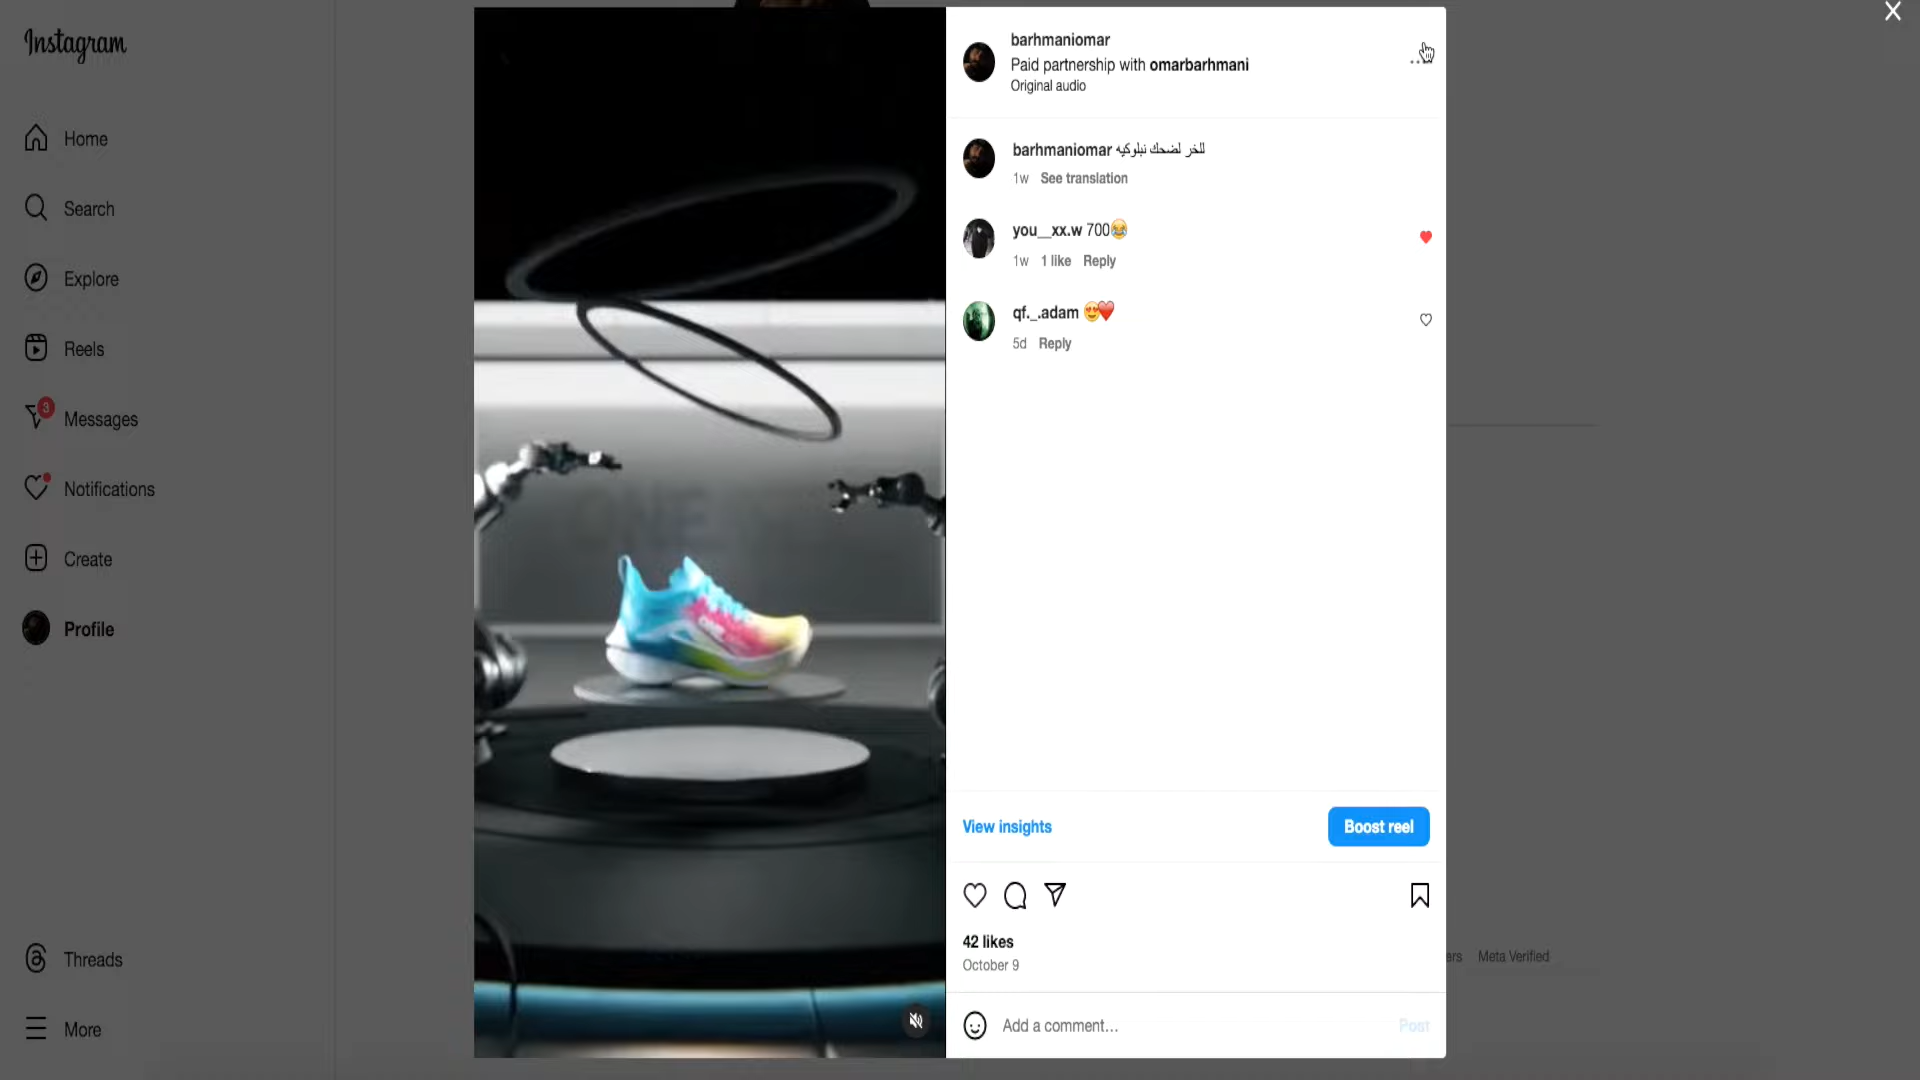 Instagram
Home
Search
Explore
Reels
3
Messages
Notifications
Create
Profile
Threads
More
ONE
barhmaniomar
Paid partnership with omarbarhmani
Original audio
barhmaniomar للخر لضحك نبلوكيه
1w See translation
you__xx.w 700😂
1w 1 like Reply
qf._.adam 😍❤️
5d Reply
View insights
Boost reel
42 likes
October 9
Add a comment...
Post
Meta Verified